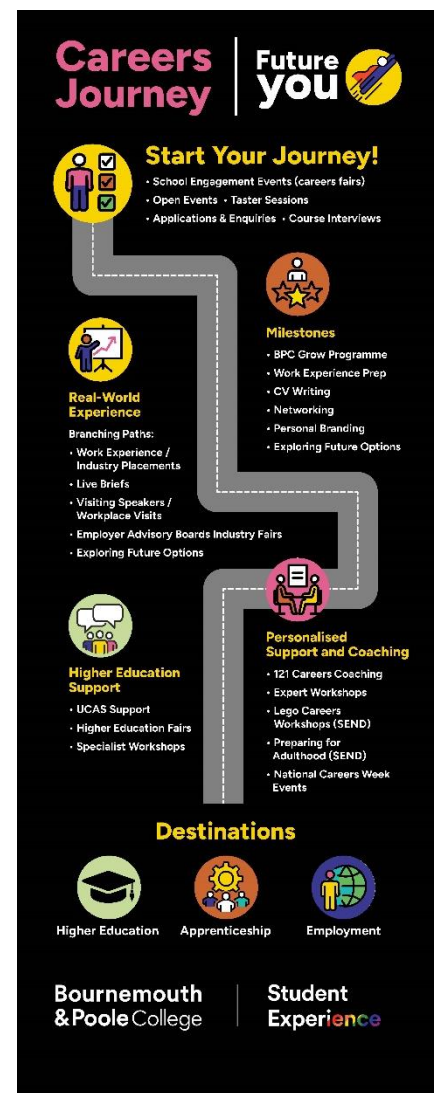 Careers
Journey
Future
you
Start Your Journey!
• School Engagement Events (careers fairs)
• Open Events • Taster Sessions
• Applications & Enquiries • Course Interviews
Milestones
• BPC Grow Programme
• Work Experience Prep
• CV Writing
• Networking
• Personal Branding
• Exploring Future Options
Real-World
Experience
Branching Paths:
• Work Experience /
Industry Placements
• Live Briefs
• Visiting Speakers /
Workplace Visits
• Employer Advisory Boards Industry Fairs
• Exploring Future Options
Personalised
Support and Coaching
• 121 Careers Coaching
• Expert Workshops
• Lego Careers
Workshops (SEND)
• Preparing for
Adulthood (SEND)
• National Careers Week
Events
Higher Education
Support
• UCAS Support
• Higher Education Fairs
• Specialist Workshops
Destinations
Higher Education
Apprenticeship
Employment
Bournemouth
& Poole College
Student
Experience